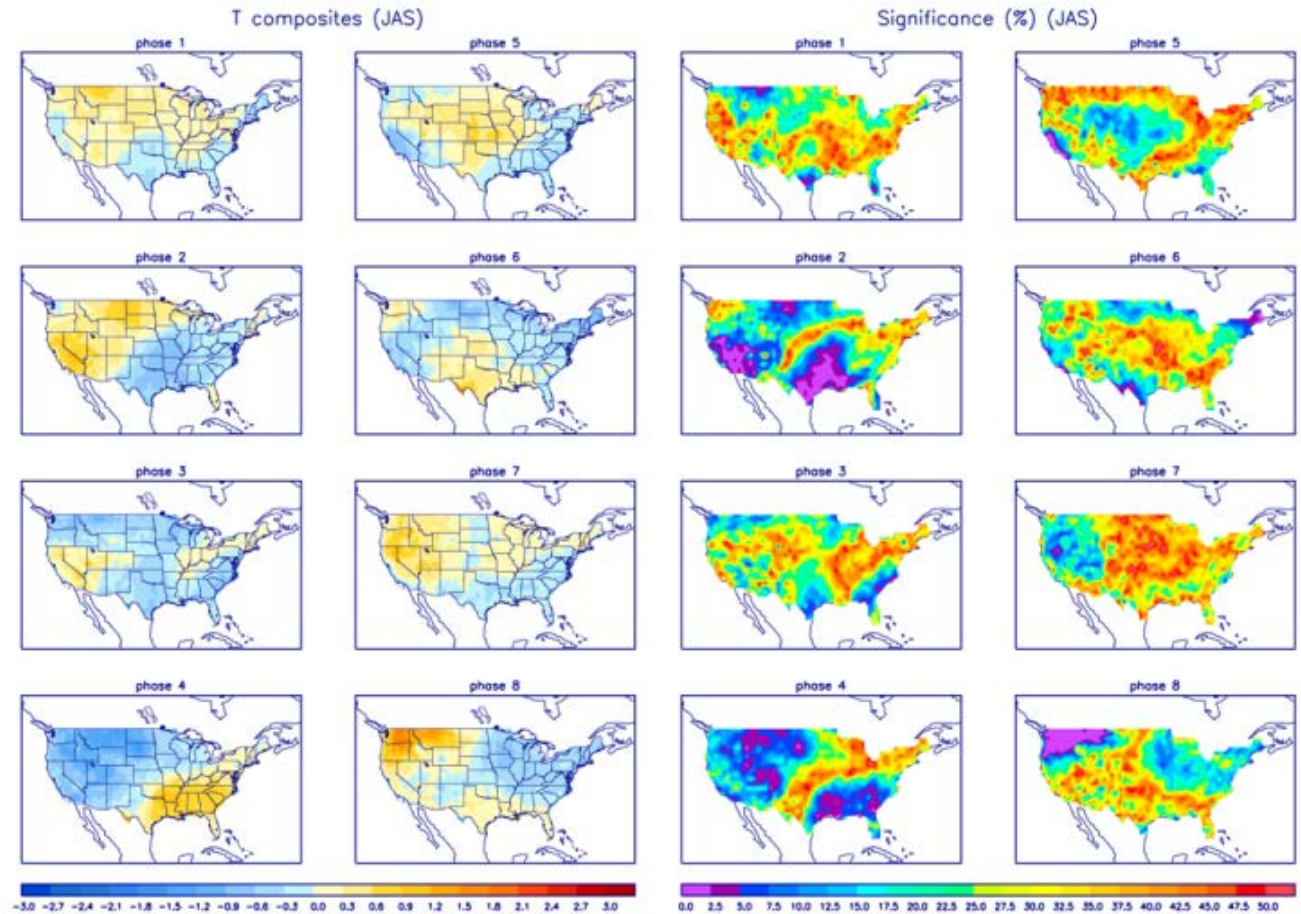 T composites (JAS)
Significance (%) (JAS)
phase 1
phase 5
phase 1
phase 5
phase 2
phase 6
phase 2
phase 6
phase 3
phase 7
phase 3
phase 7
phase 4
phase 8
phase 4
phase 8
-3.0 -2.7 -2.4 -2.1 -1.8 -1.5 -1.2 -0.9 -0.6 -0.3 0.0 0.3 0.6 0.9 1.2 1.5 1.8 2.1 2.4 2.7 3.0
0.0 2.5 5.0 7.5 10.0 12.5 15.0 17.5 20.0 22.5 25.0 27.5 30.0 32.5 35.0 37.5 40.0 42.5 45.0 47.5 50.0